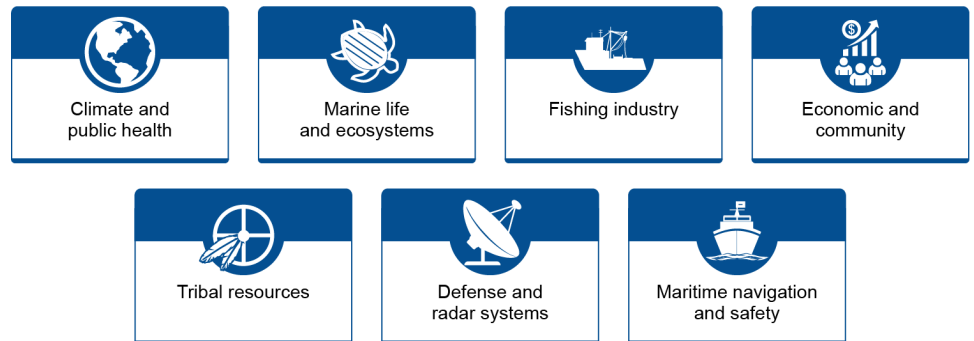 Climate and
public health
Marine life
and ecosystems
Fishing industry
$
Economic and
community
Tribal resources
Defense and
radar systems
Maritime navigation
and safety